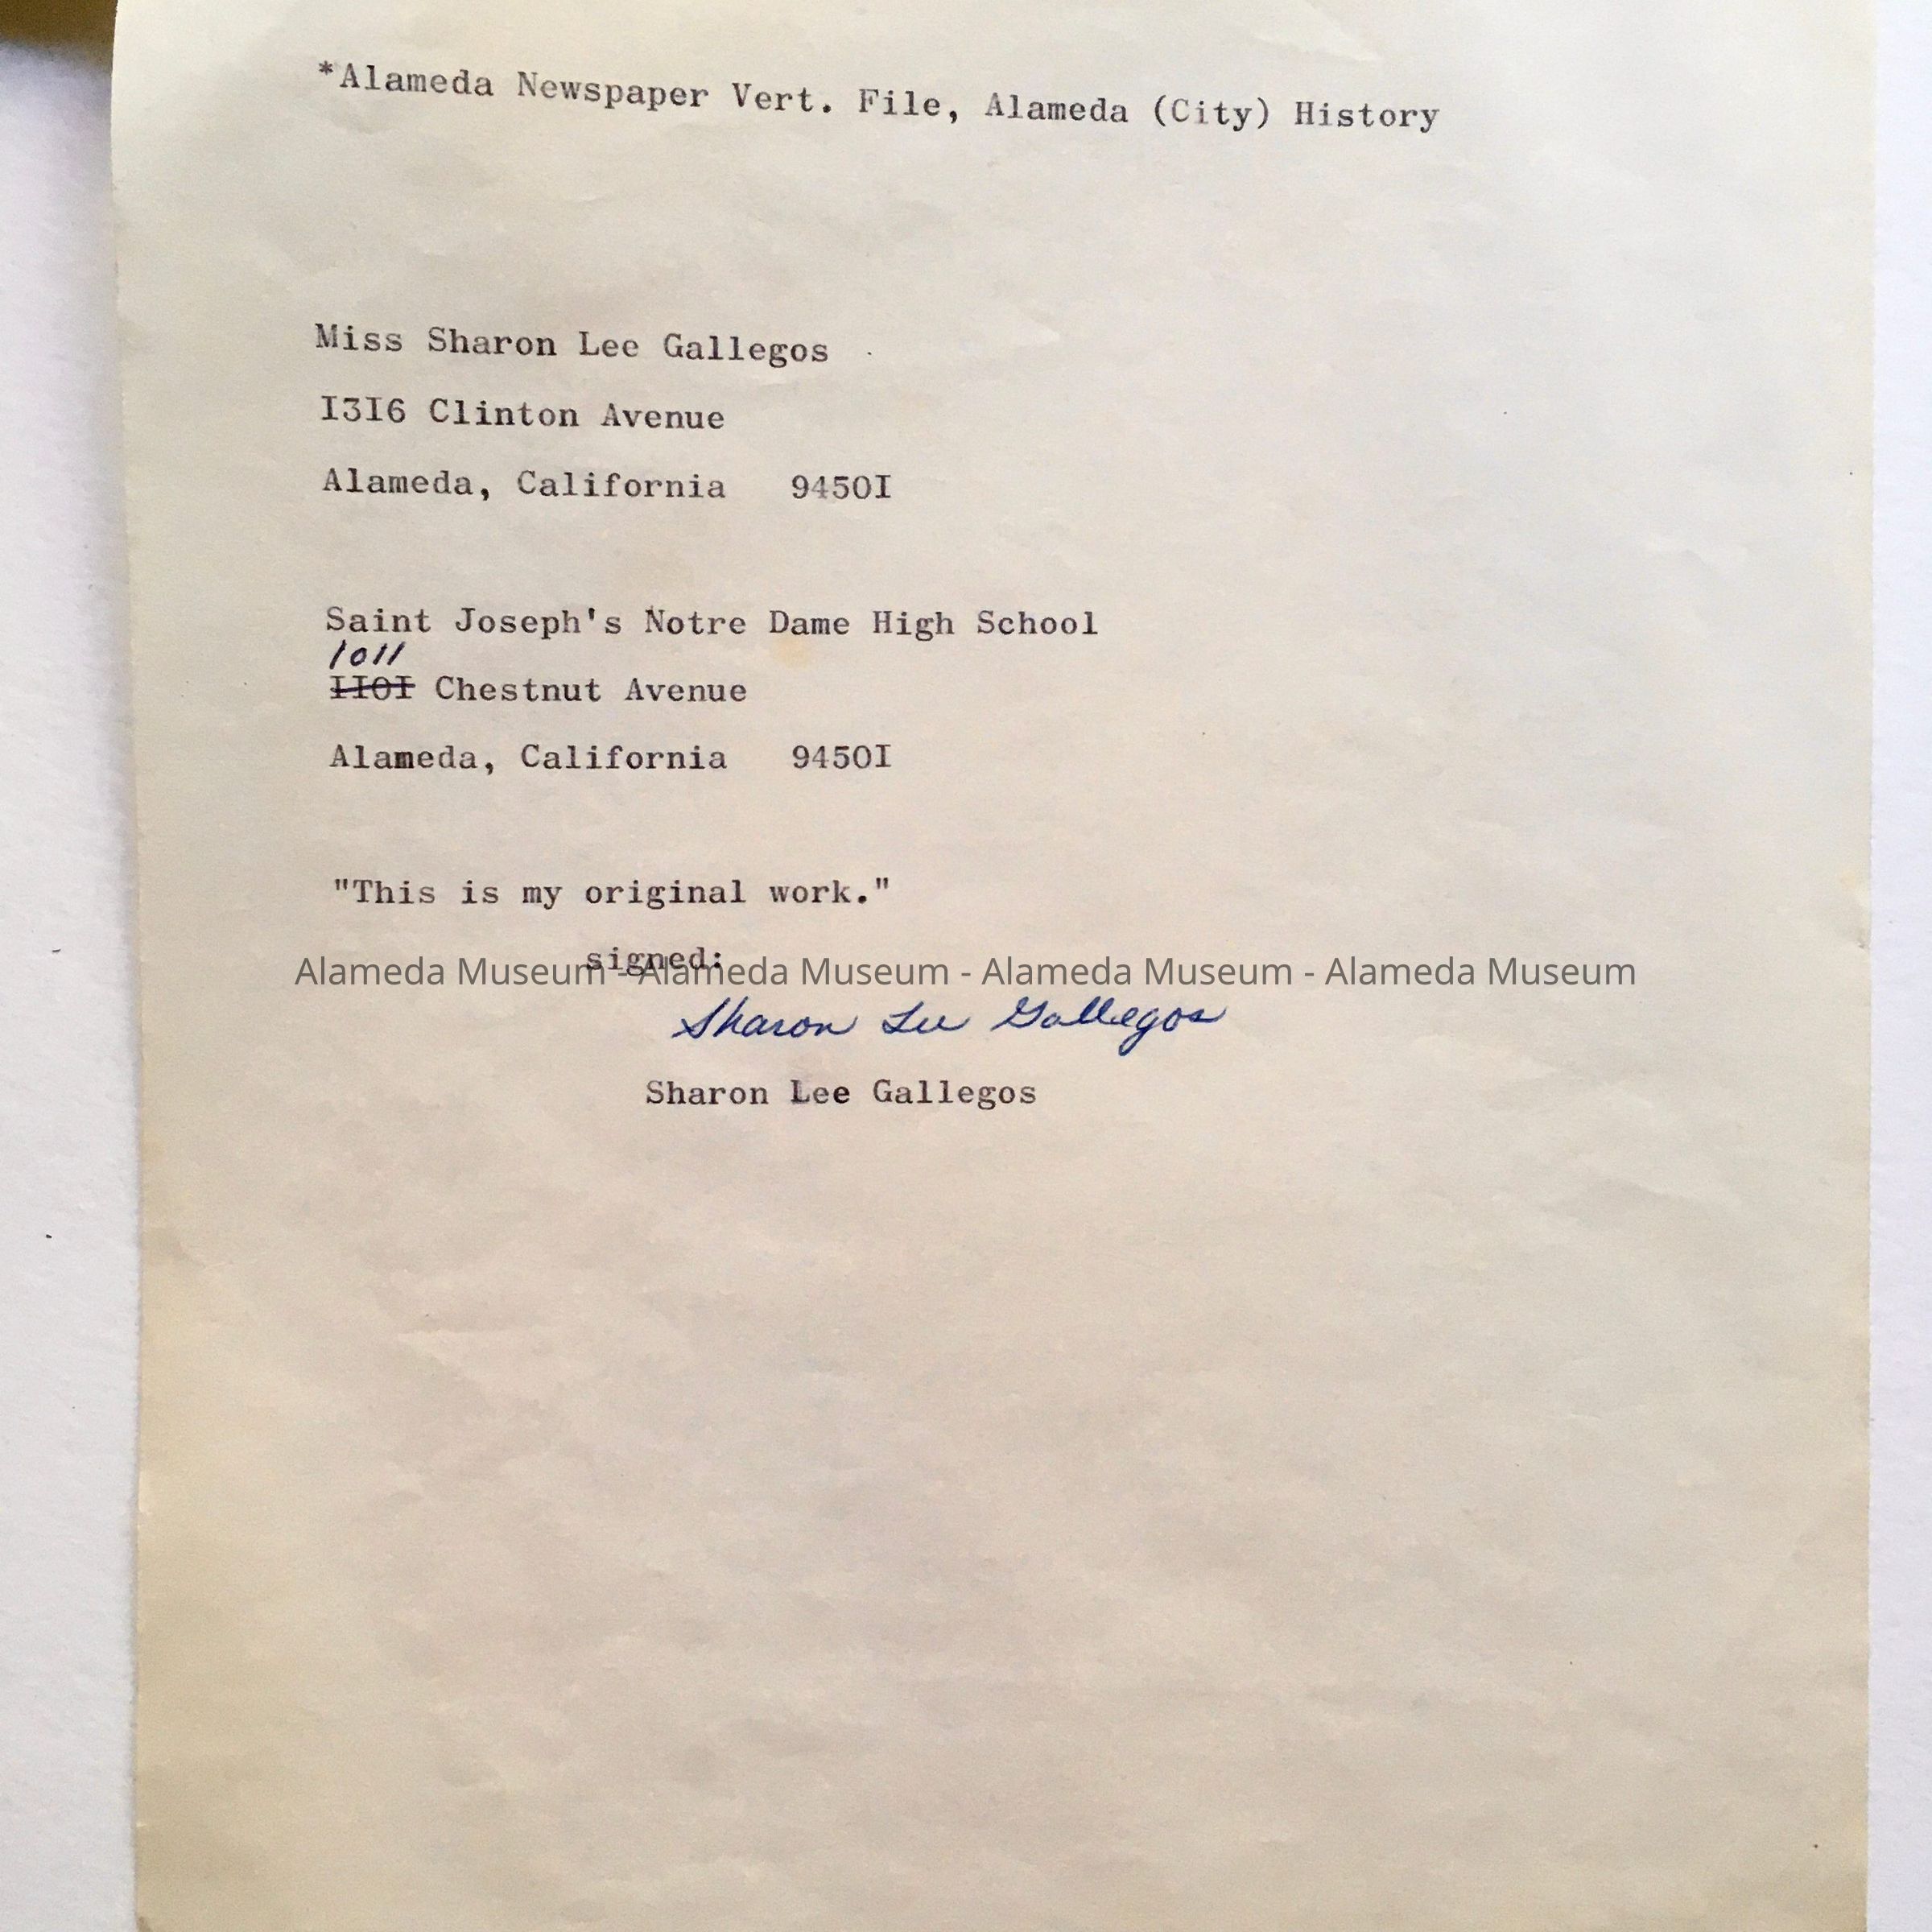 *Alameda Newspaper Vert. File, Alameda (City) History
Miss Sharon Lee Gallegos
I3I6 Clinton Avenue
Alameda, California 9450I
Saint Joseph's Notre Dame High School
1011
IIOI Chestnut Avenue
Alameda, California 9450I
"This is my original work."
signed:
Alameda Museum - Alameda Museum - Alameda Museum - Alameda Museum
Sharon Lee Gallegos
Sharon Lee Gallegos